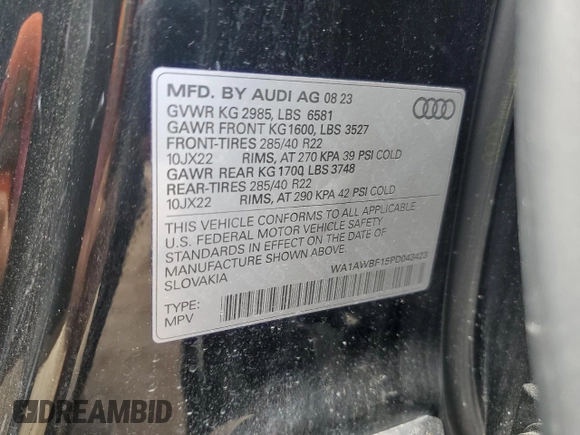 MFD. BY AUDI AG 08 23
GVWR KG 2985, LBS 6581
GAWR FRONT KG1600, LBS 3527
FRONT-TIRES 285/40 R22
10JX22 RIMS, AT 270 KPA 39 PSI COLD
GAWR REAR KG 1700, LBS 3748
REAR-TIRES 285/40 R22
10JX22 RIMS, AT 290 KPA 42 PSI COLD
THIS VEHICLE CONFORMS TO ALL APPLICABLE
U.S. FEDERAL MOTOR VEHICLE SAFETY
STANDARDS IN EFFECT ON THE DATE OF
MANUFACTURE SHOWN ABOVE.
SLOVAKIA
WA1AWBF15PD043423
TYPE:
MPV
DREAMBID